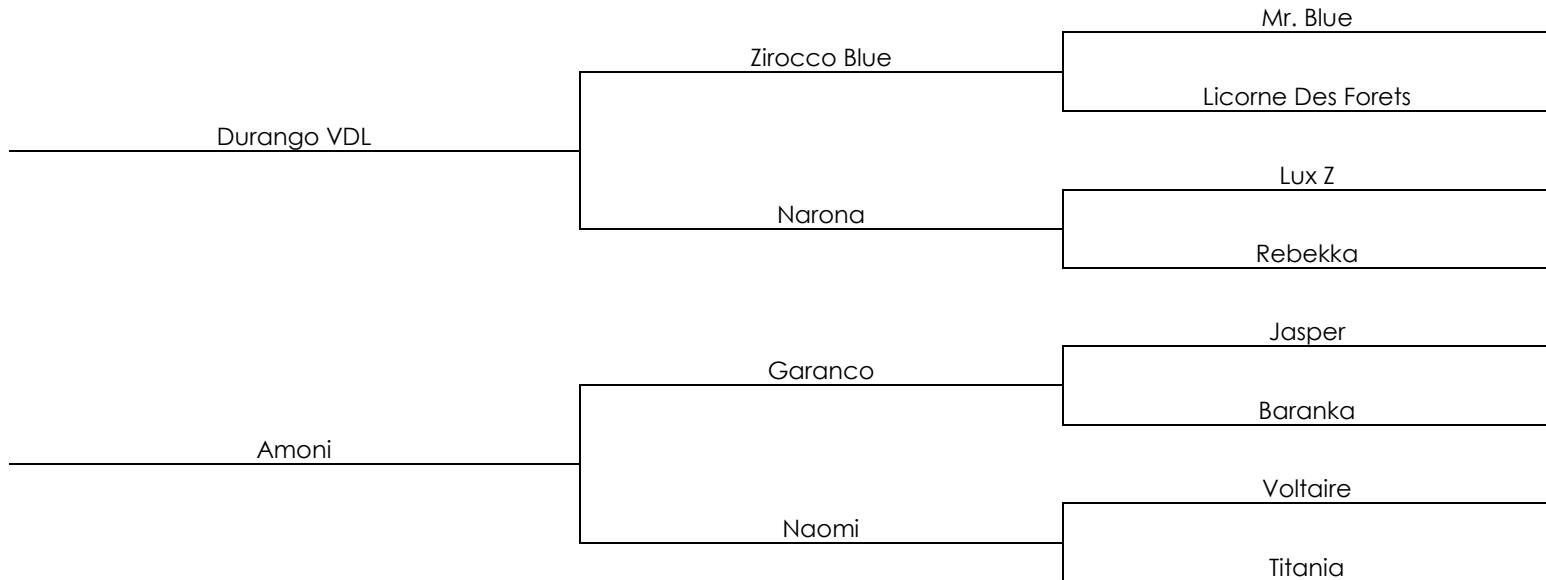 Mr. Blue
Zirocco Blue
Licorne Des Forets
Durango VDL
Lux Z
Narona
Rebekka
Jasper
Garanco
Baranka
Amoni
Voltaire
Naomi
Titania